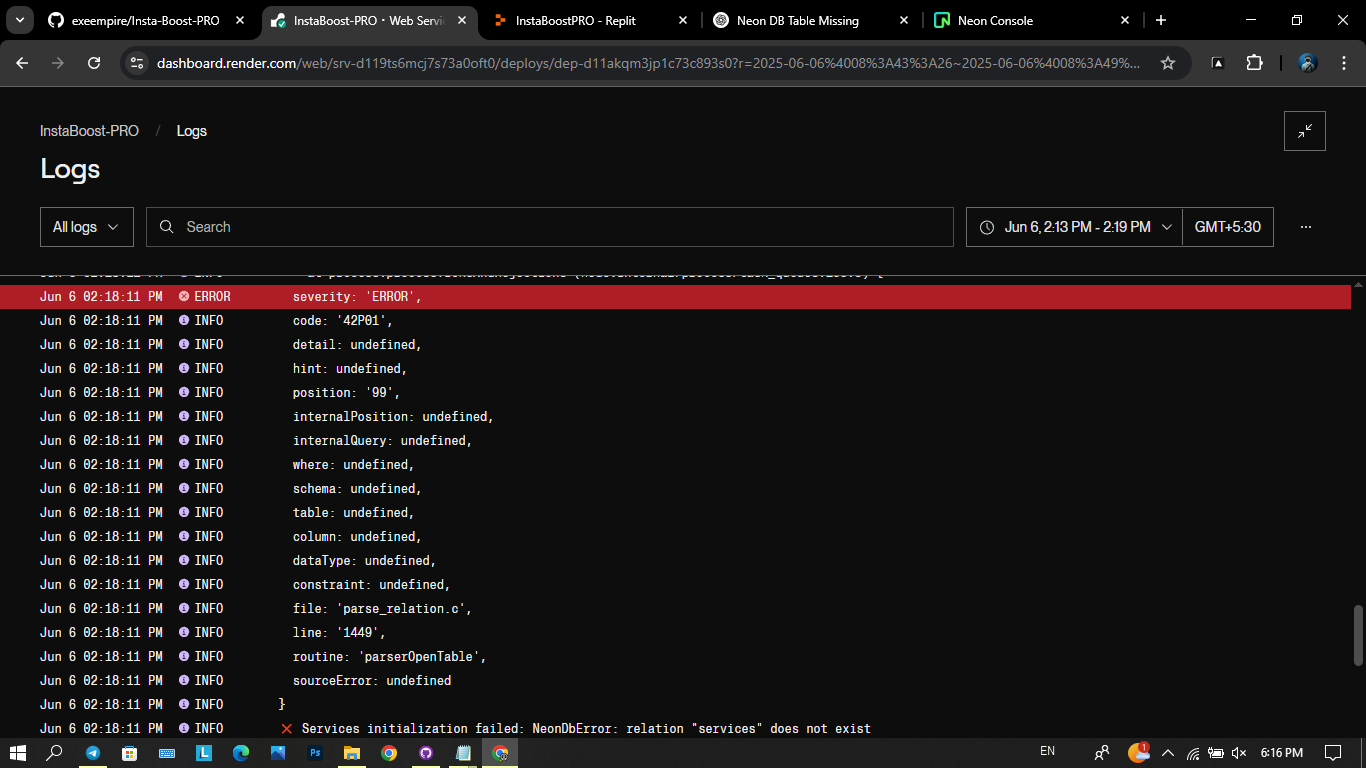 exeempire/Insta-Boost-PRO
InstaBoost-PRO · Web Servi
InstaBoostPRO - Replit
Neon DB Table Missing
Neon Console
dashboard.render.com/web/srv-d119ts6mcj7s73a0oft0/deploys/dep-d11akqm3jp1c73c893s0?r=2025-06-06%4008%3A43%3A26~2025-06-06%4008%3A49%...
InstaBoost-PRO / Logs
Logs
All logs
Search
Jun 6, 2:13 PM - 2:19 PM
GMT+5:30
...
Jun 6 02:18:11 PM ERROR severity: 'ERROR',
Jun 6 02:18:11 PM INFO code: '42P01',
Jun 6 02:18:11 PM INFO detail: undefined,
Jun 6 02:18:11 PM INFO hint: undefined,
Jun 6 02:18:11 PM INFO position: '99',
Jun 6 02:18:11 PM INFO internalPosition: undefined,
Jun 6 02:18:11 PM INFO internalQuery: undefined,
Jun 6 02:18:11 PM INFO where: undefined,
Jun 6 02:18:11 PM INFO schema: undefined,
Jun 6 02:18:11 PM INFO table: undefined,
Jun 6 02:18:11 PM INFO column: undefined,
Jun 6 02:18:11 PM INFO dataType: undefined,
Jun 6 02:18:11 PM INFO constraint: undefined,
Jun 6 02:18:11 PM INFO file: 'parse_relation.c',
Jun 6 02:18:11 PM INFO line: '1449',
Jun 6 02:18:11 PM INFO routine: 'parserOpenTable',
Jun 6 02:18:11 PM INFO sourceError: undefined
Jun 6 02:18:11 PM INFO }
Jun 6 02:18:11 PM INFO ❌ Services initialization failed: NeonDbError: relation "services" does not exist
L
Ps
EN
1
6:16 PM